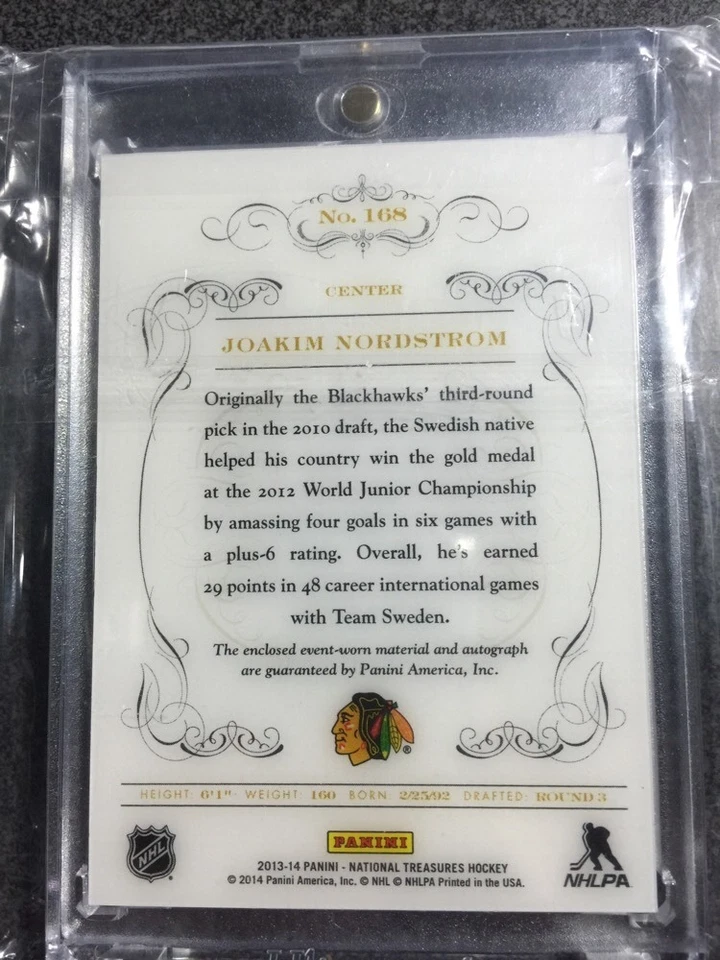 No. 168
CENTER
JOAKIM NORDSTROM
Originally the Blackhawks' third-round
pick in the 2010 draft, the Swedish native
helped his country win the gold medal
at the 2012 World Junior Championship
by amassing four goals in six games with
a plus-6 rating. Overall, he's earned
29 points in 48 career international games
with Team Sweden.
The enclosed event-worn material and autograph
are guaranteed by Panini America, Inc.
®
HEIGHT: 6'1" WEIGHT: 160 BORN: 2/25/92 DRAFTED: ROUND 3
NHL
PANINI
2013-14 PANINI - NATIONAL TREASURES HOCKEY
© 2014 Panini America, Inc. © NHL © NHLPA Printed in the USA.
NHLPA